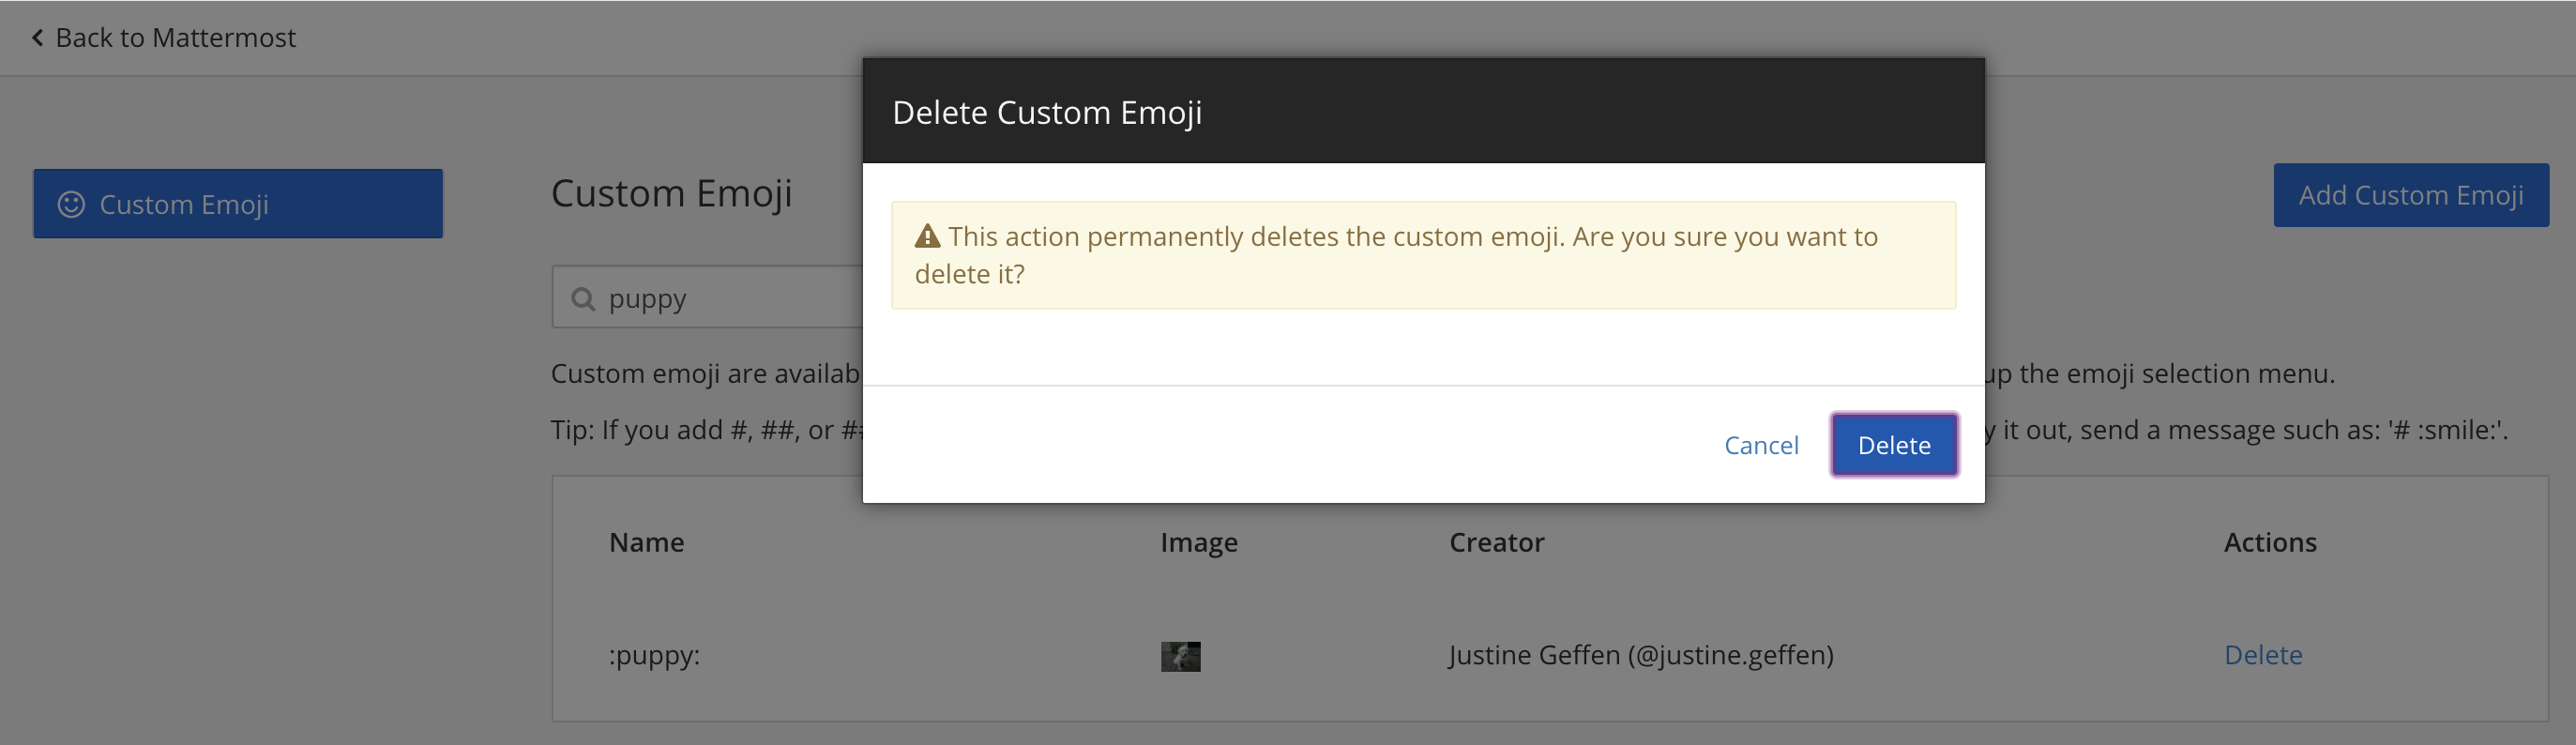 Back to Mattermost
Delete Custom Emoji
Custom Emoji
Custom Emoji
Add Custom Emoji
This action permanently deletes the custom emoji. Are you sure you want to
delete it?
puppy
Custom emoji are availab
up the emoji selection menu.
Tip: If you add #, ##, or ##
y it out, send a message such as: '# :smile:'.
Cancel
Delete
Name
Image
Creator
Actions
:puppy:
Justine Geffen (@justine.geffen)
Delete